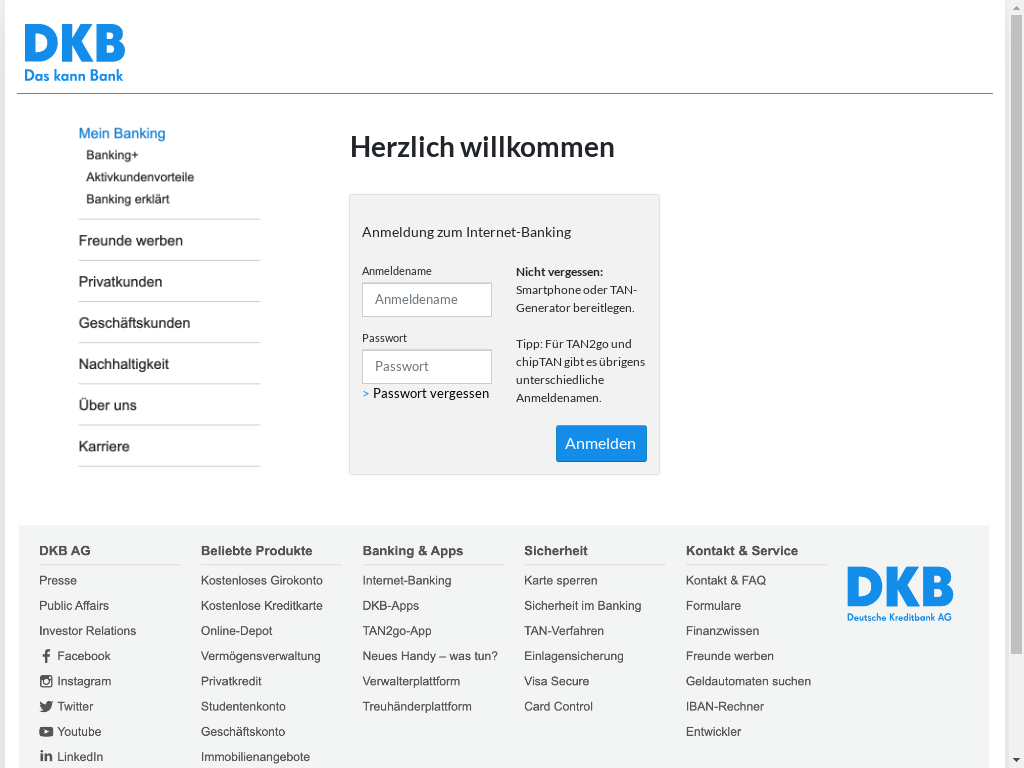 DKB
Das kann Bank
Mein Banking
Banking+
Aktivkundenvorteile
Banking erklärt
Freunde werben
Privatkunden
Geschäftskunden
Nachhaltigkeit
Über uns
Karriere
Herzlich willkommen
Anmeldung zum Internet-Banking
Anmeldename
Anmeldename
Passwort
Passwort
> Passwort vergessen
Nicht vergessen:
Smartphone oder TAN-
Generator bereitlegen.
Tipp: Für TAN2go und
chipTAN gibt es übrigens
unterschiedliche
Anmeldenamen.
Anmelden
DKB AG
Presse
Public Affairs
Investor Relations
Facebook
Instagram
Twitter
Youtube
LinkedIn
Beliebte Produkte
Kostenloses Girokonto
Kostenlose Kreditkarte
Online-Depot
Vermögensverwaltung
Privatkredit
Studentenkonto
Geschäftskonto
Immobilienangebote
Banking & Apps
Internet-Banking
DKB-Apps
TAN2go-App
Neues Handy – was tun?
Verwalterplattform
Treuhänderplattform
Sicherheit
Karte sperren
Sicherheit im Banking
TAN-Verfahren
Einlagensicherung
Visa Secure
Card Control
Kontakt & Service
Kontakt & FAQ
Formulare
Finanzwissen
Freunde werben
Geldautomaten suchen
IBAN-Rechner
Entwickler
DKB
Deutsche Kreditbank AG